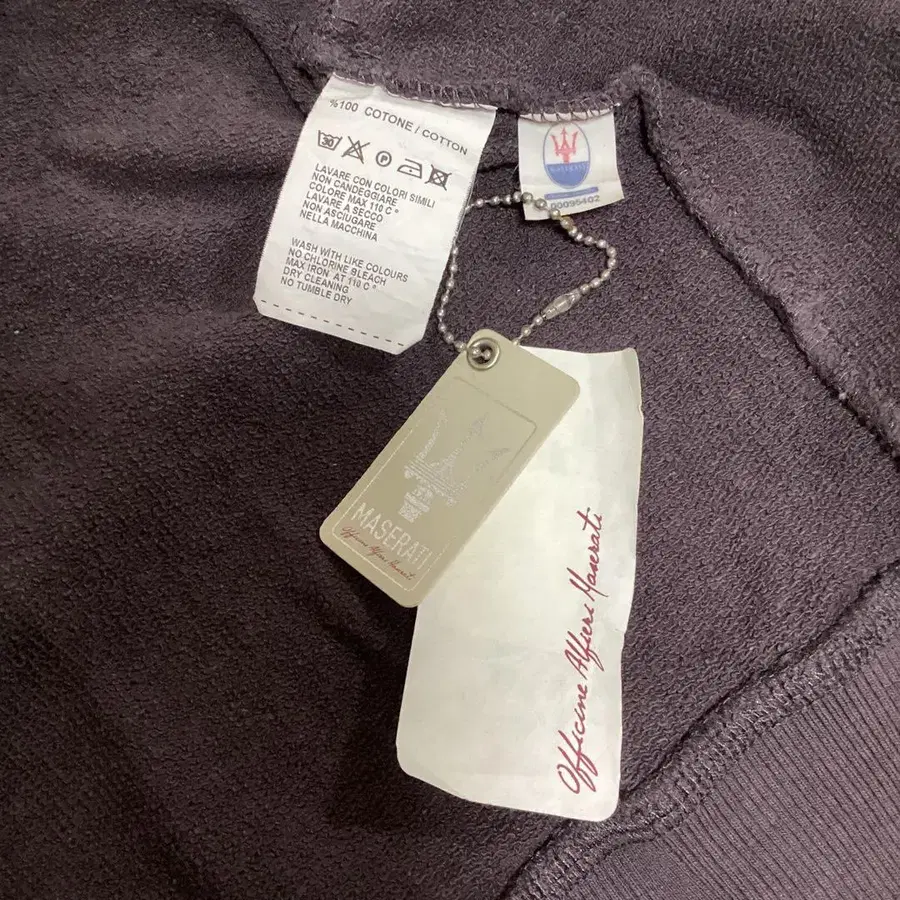 %100 COTONE / COTTON
30
P
LAVARE CON COLORI SIMILI
NON CANDEGGIARE
COLORE MAX 110 C°
LAVARE A SECCO
NON ASCIUGARE
NELLA MACCHINA
WASH WITH LIKE COLOURS
NO CHLORINE BLEACH
MAX IRON AT 110 C°
DRY CLEANING
NO TUMBLE DRY
MASERATI
00095402
MASERATI
Officine Alfieri Maserati
Officine Alfieri Maserati